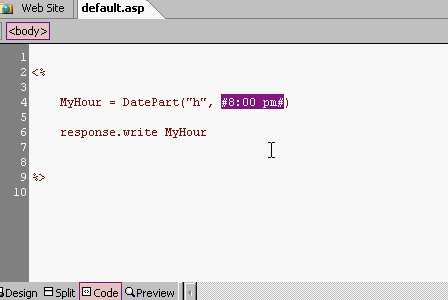 Web Site default.asp
<body>
1
2 <%
3
4 MyHour = DatePart("h", #8:00 pm#)
5
6 response.write MyHour
7
8
9 %>
10
Design Split Code Preview